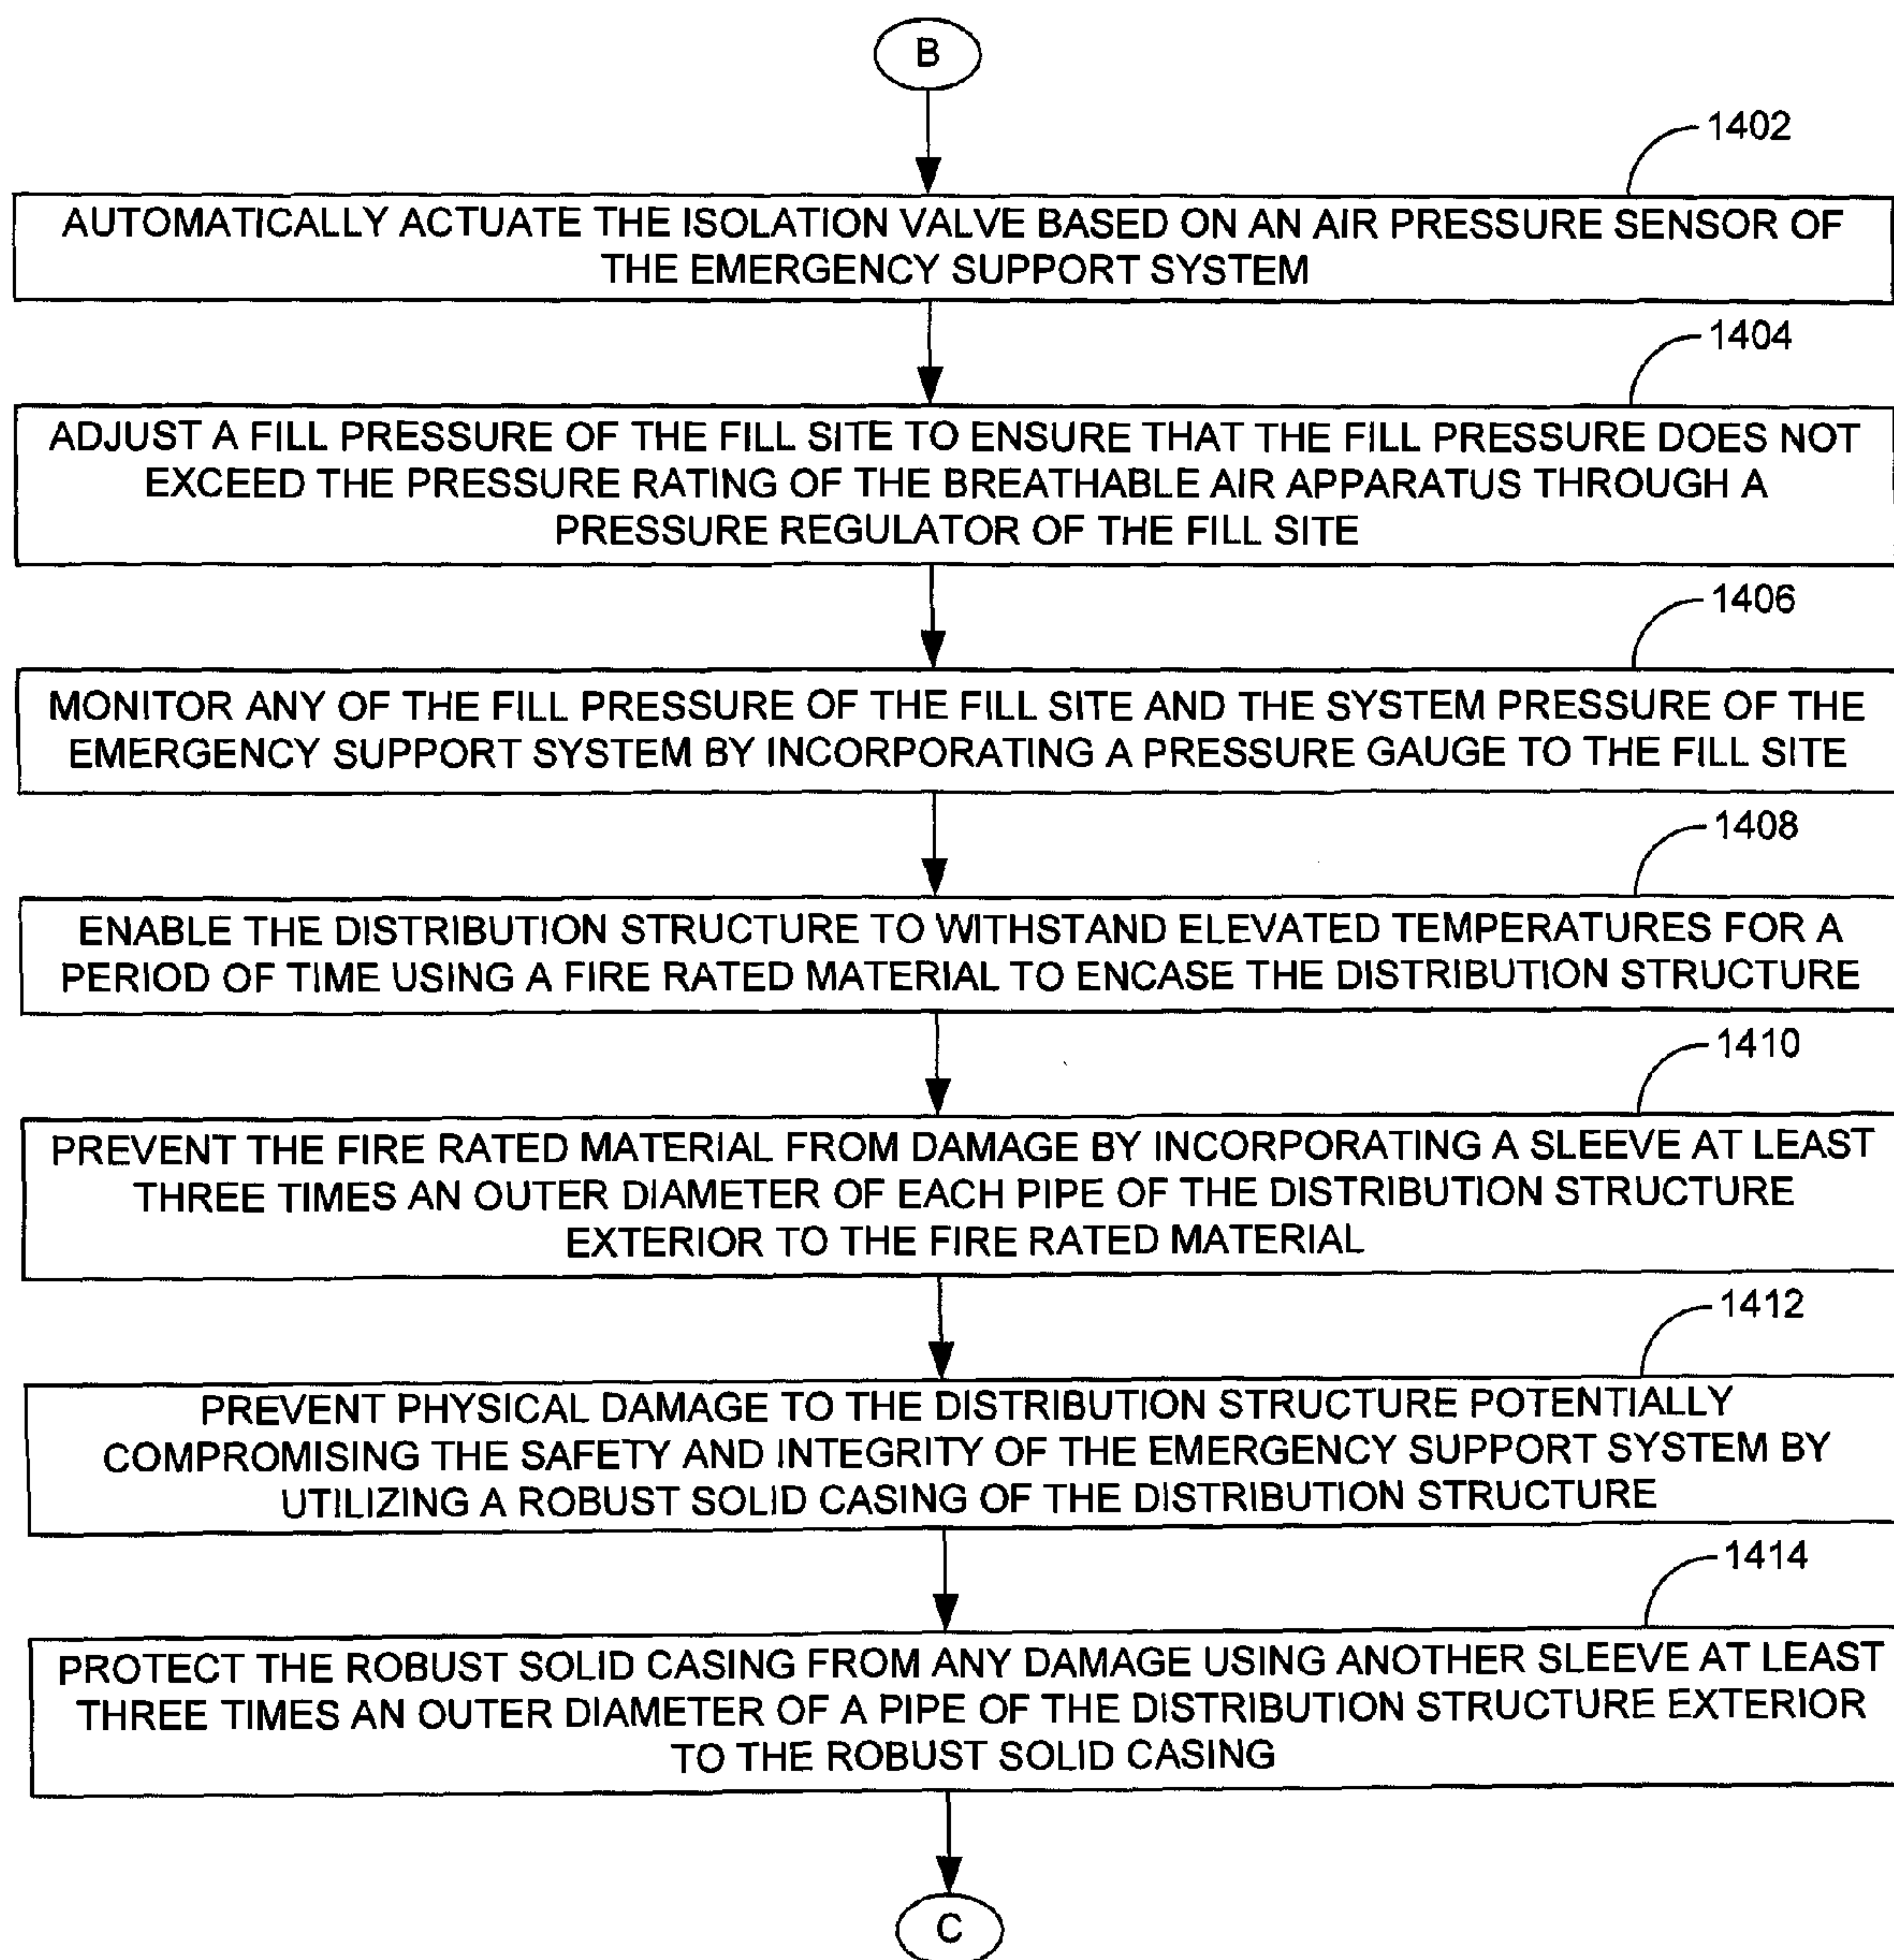 B
1402
AUTOMATICALLY ACTUATE THE ISOLATION VALVE BASED ON AN AIR PRESSURE SENSOR OF
THE EMERGENCY SUPPORT SYSTEM
1404
ADJUST A FILL PRESSURE OF THE FILL SITE TO ENSURE THAT THE FILL PRESSURE DOES NOT
EXCEED THE PRESSURE RATING OF THE BREATHABLE AIR APPARATUS THROUGH A
PRESSURE REGULATOR OF THE FILL SITE
1406
MONITOR ANY OF THE FILL PRESSURE OF THE FILL SITE AND THE SYSTEM PRESSURE OF THE
EMERGENCY SUPPORT SYSTEM BY INCORPORATING A PRESSURE GAUGE TO THE FILL SITE
1408
ENABLE THE DISTRIBUTION STRUCTURE TO WITHSTAND ELEVATED TEMPERATURES FOR A
PERIOD OF TIME USING A FIRE RATED MATERIAL TO ENCASE THE DISTRIBUTION STRUCTURE
1410
PREVENT THE FIRE RATED MATERIAL FROM DAMAGE BY INCORPORATING A SLEEVE AT LEAST
THREE TIMES AN OUTER DIAMETER OF EACH PIPE OF THE DISTRIBUTION STRUCTURE
EXTERIOR TO THE FIRE RATED MATERIAL
1412
PREVENT PHYSICAL DAMAGE TO THE DISTRIBUTION STRUCTURE POTENTIALLY
COMPROMISING THE SAFETY AND INTEGRITY OF THE EMERGENCY SUPPORT SYSTEM BY
UTILIZING A ROBUST SOLID CASING OF THE DISTRIBUTION STRUCTURE
1414
PROTECT THE ROBUST SOLID CASING FROM ANY DAMAGE USING ANOTHER SLEEVE AT LEAST
THREE TIMES AN OUTER DIAMETER OF A PIPE OF THE DISTRIBUTION STRUCTURE EXTERIOR
TO THE ROBUST SOLID CASING
C